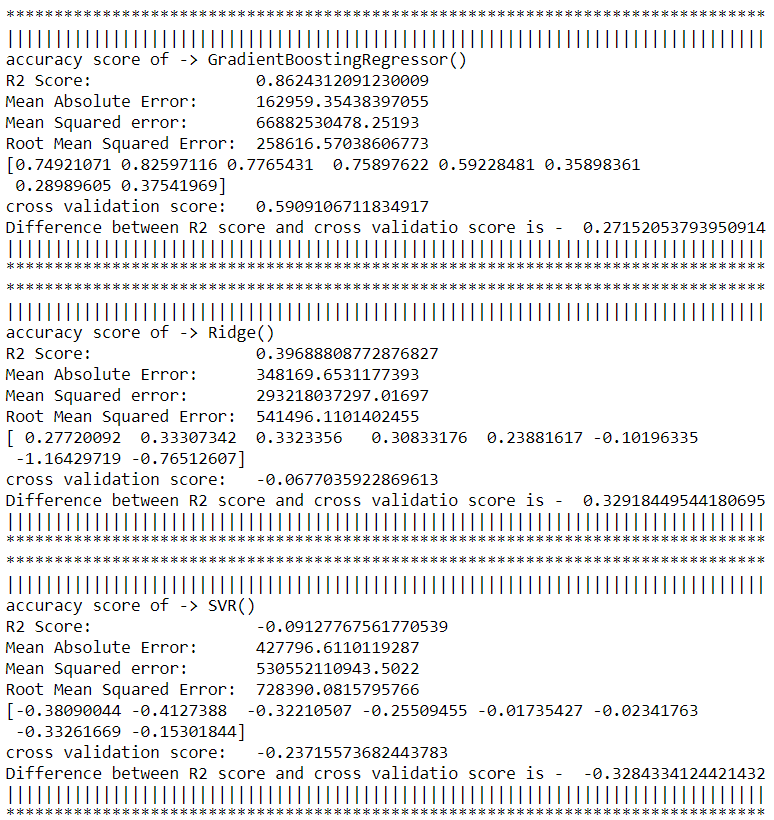 *******************************************************************************
|||||||||||||||||||||||||||||||||||||||||||||||||||||||||||||||||||||||||||||||
accuracy score of -> GradientBoostingRegressor()
R2 Score:                 0.8624312091230009
Mean Absolute Error:      162959.35438397055
Mean Squared error:       66882530478.25193
Root Mean Squared Error:  258616.57038606773
[0.74921071 0.82597116 0.7765431  0.75897622 0.59228481 0.35898361
 0.28989605 0.37541969]
cross validation score:   0.5909106711834917
Difference between R2 score and cross validatio score is -  0.27152053793950914
|||||||||||||||||||||||||||||||||||||||||||||||||||||||||||||||||||||||||||||||
*******************************************************************************
*******************************************************************************
|||||||||||||||||||||||||||||||||||||||||||||||||||||||||||||||||||||||||||||||
accuracy score of -> Ridge()
R2 Score:                 0.39688808772876827
Mean Absolute Error:      348169.6531177393
Mean Squared error:       293218037297.01697
Root Mean Squared Error:  541496.1101402455
[ 0.27720092  0.33307342  0.3323356   0.30833176  0.23881617 -0.10196335
 -1.16429719 -0.76512607]
cross validation score:   -0.0677035922869613
Difference between R2 score and cross validatio score is -  0.32918449544180695
|||||||||||||||||||||||||||||||||||||||||||||||||||||||||||||||||||||||||||||||
*******************************************************************************
*******************************************************************************
|||||||||||||||||||||||||||||||||||||||||||||||||||||||||||||||||||||||||||||||
accuracy score of -> SVR()
R2 Score:                 -0.09127767561770539
Mean Absolute Error:      427796.6110119287
Mean Squared error:       530552110943.5022
Root Mean Squared Error:  728390.0815795766
[-0.38090044 -0.4127388  -0.32210507 -0.25509455 -0.01735427 -0.02341763
 -0.33261669 -0.15301844]
cross validation score:   -0.23715573682443783
Difference between R2 score and cross validatio score is -  -0.3284334124421432
|||||||||||||||||||||||||||||||||||||||||||||||||||||||||||||||||||||||||||||||
*******************************************************************************